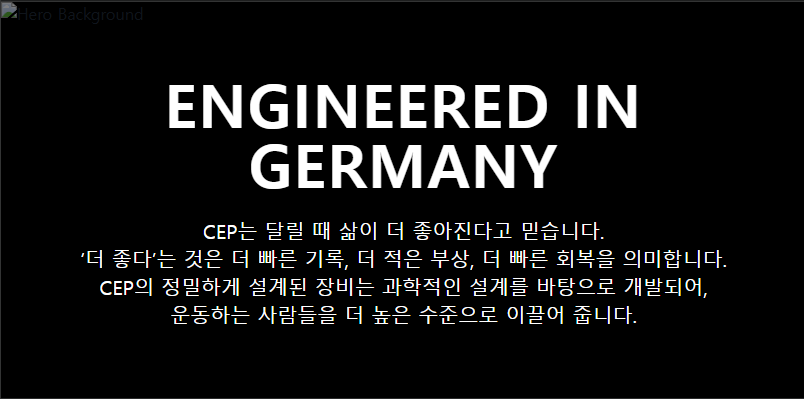 Hero Background
ENGINEERED IN
GERMANY
CEP는 달릴 때 삶이 더 좋아진다고 믿습니다.
'더 좋다'는 것은 더 빠른 기록, 더 적은 부상, 더 빠른 회복을 의미합니다.
CEP의 정밀하게 설계된 장비는 과학적인 설계를 바탕으로 개발되어,
운동하는 사람들을 더 높은 수준으로 이끌어 줍니다.